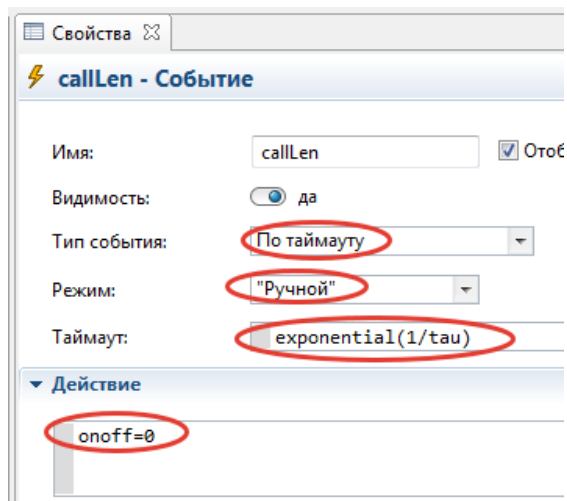 Свойства
callLen - Событие
Имя: callLen Отоб
Видимость: да
Тип события: По таймауту
Режим: "Ручной"
Таймаут: exponential(1/tau)
Действие
onoff=0